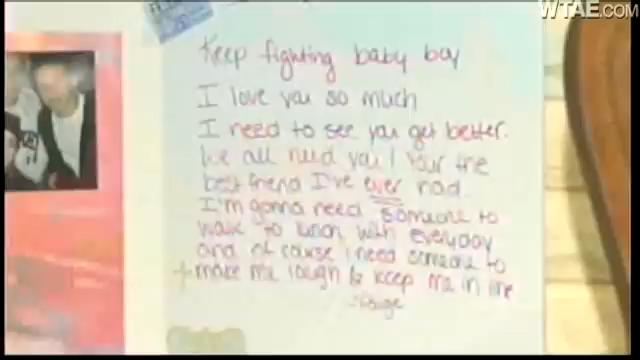 WTAE.COM
Keep fighting baby boy
I love you so much
I need to see you get better.
We all need you! Your the
best friend I've ever had.
I'm gonna need someone to
walk to lunch with everyday
and of course I need someone to
+ make me laugh & keep me in line
-Paige